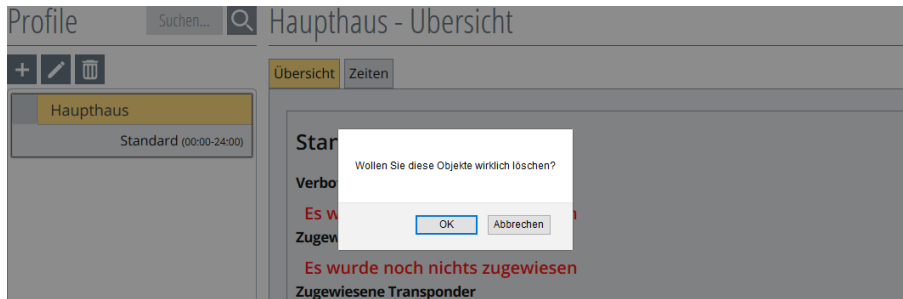 Profile
Suchen...
Haupthaus - Übersicht
Übersicht Zeiten
Haupthaus
Standard (00:00-24:00)
Wollen Sie diese Objekte wirklich löschen?
OK Abbrechen
Es wurde noch nichts zugewiesen
Zugewiesene Transponder